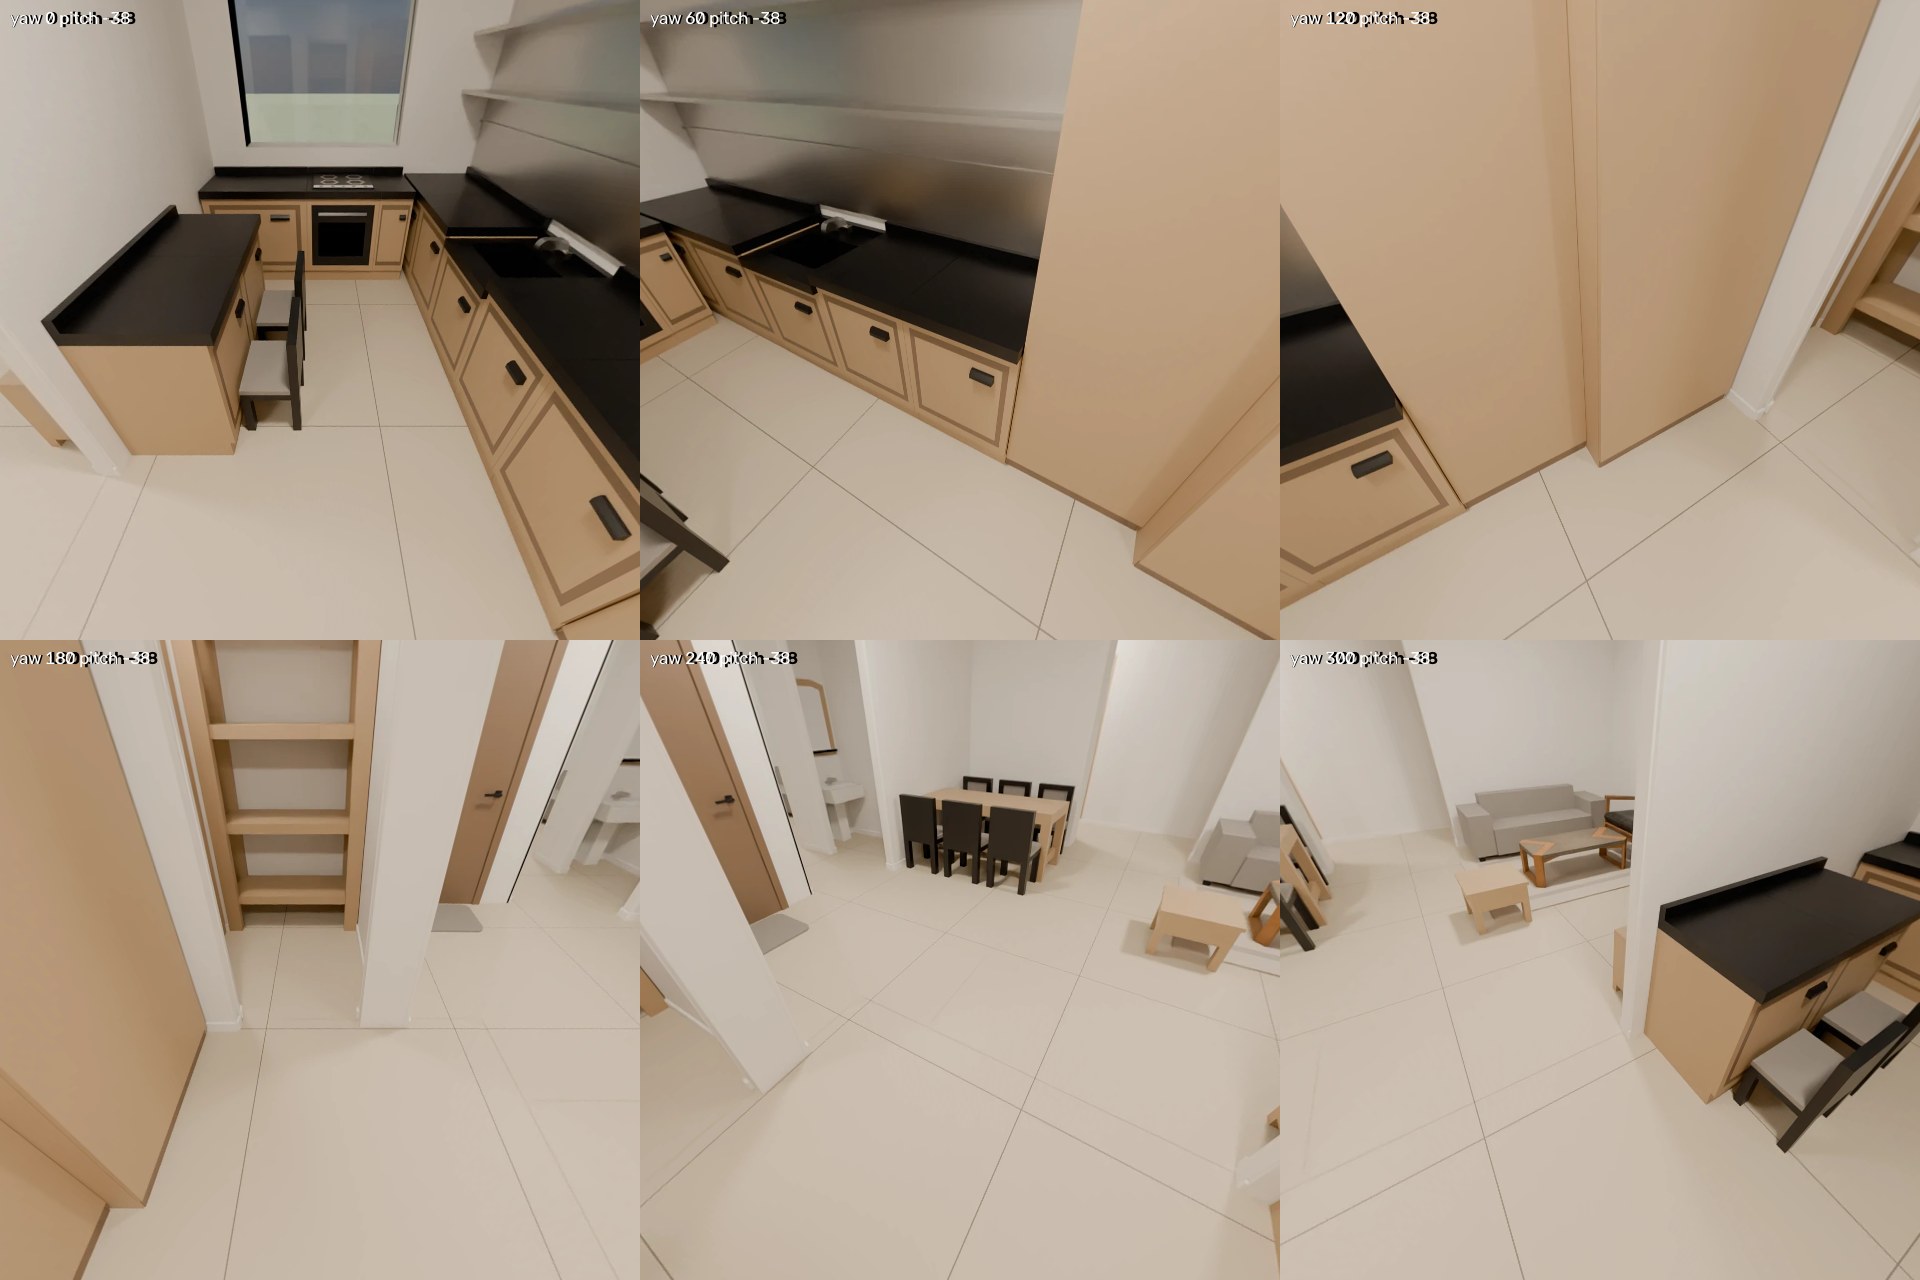 yaw 0 pitch -38
yaw 60 pitch -38
yaw 120 pitch -38
yaw 180 pitch -38
yaw 240 pitch -38
yaw 300 pitch -38